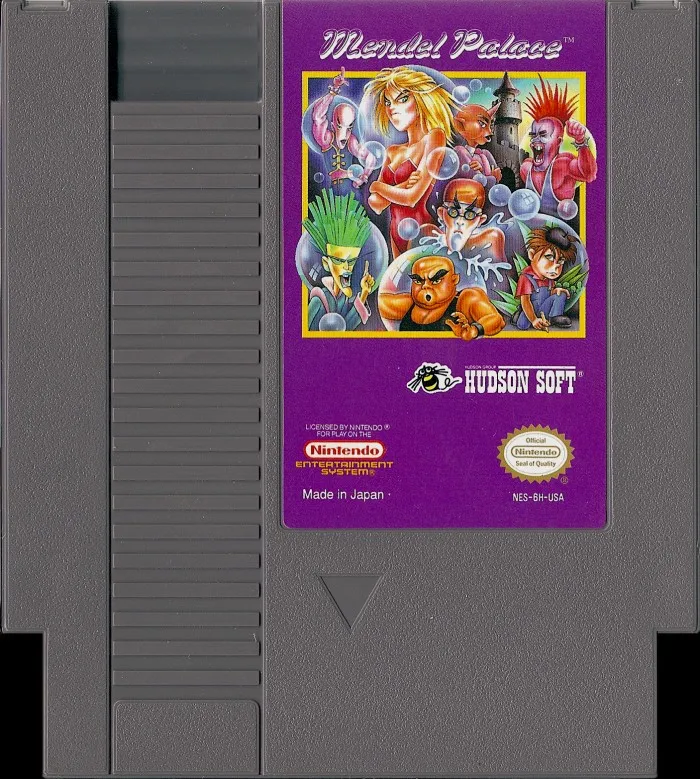 Mendel Palace™
HUDSON GROUP
HUDSON SOFT®
LICENSED BY NINTENDO®
FOR PLAY ON THE
Nintendo®
ENTERTAINMENT
SYSTEM®
Made in Japan
Official
Nintendo
Seal of Quality
®
NES-6H-USA